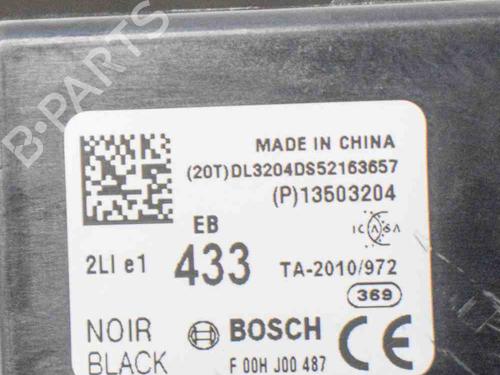 B-PARTS
MADE IN CHINA
(20T)DL3204DS52163657
(P)13503204
EB
ICASA
2LI e1 433 TA-2010/972
369
NOIR BOSCH CE
BLACK F 00H J00 487